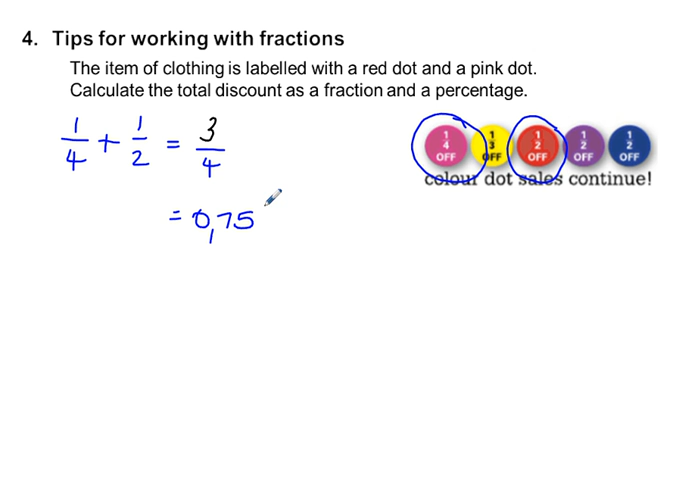 4. Tips for working with fractions
The item of clothing is labelled with a red dot and a pink dot.
Calculate the total discount as a fraction and a percentage.
1/4 + 1/2 = 3/4
= 0,75
1/4 OFF 1/3 OFF 1/2 OFF 1/2 OFF 1/2 OFF
colour dot sales continue!